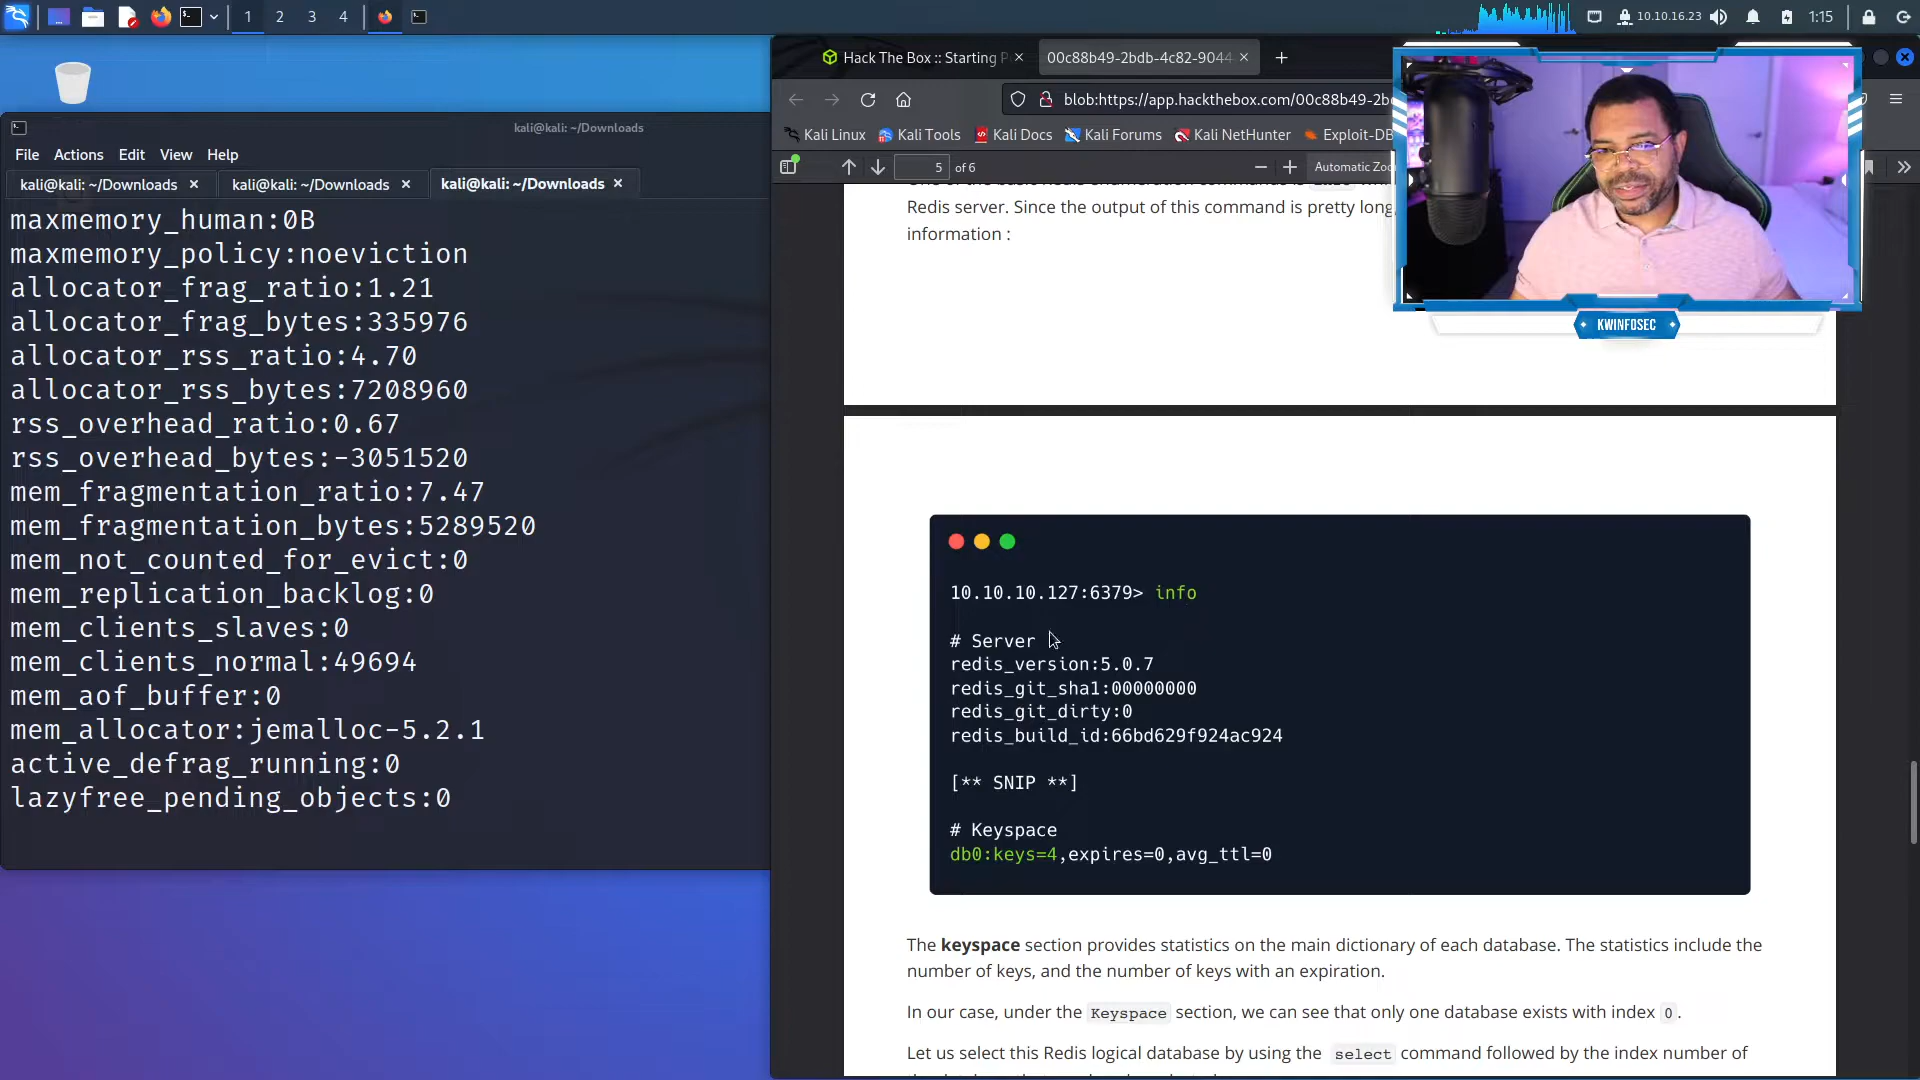 1 2 3 4
10.10.16.23
1:15
kali@kali: ~/Downloads
File Actions Edit View Help
kali@kali: ~/Downloads
kali@kali: ~/Downloads
kali@kali: ~/Downloads
maxmemory_human:0B
maxmemory_policy:noeviction
allocator_frag_ratio:1.21
allocator_frag_bytes:335976
allocator_rss_ratio:4.70
allocator_rss_bytes:7208960
rss_overhead_ratio:0.67
rss_overhead_bytes:-3051520
mem_fragmentation_ratio:7.47
mem_fragmentation_bytes:5289520
mem_not_counted_for_evict:0
mem_replication_backlog:0
mem_clients_slaves:0
mem_clients_normal:49694
mem_aof_buffer:0
mem_allocator:jemalloc-5.2.1
active_defrag_running:0
lazyfree_pending_objects:0
Hack The Box :: Starting P
00c88b49-2bdb-4c82-9044
blob:https://app.hackthebox.com/00c88b49-2b
Kali Linux Kali Tools Kali Docs Kali Forums Kali NetHunter Exploit-DB
5 of 6
Automatic Zo
Redis server. Since the output of this command is pretty long,
information :
KWINFOSEC
10.10.10.127:6379> info
# Server
redis_version:5.0.7
redis_git_sha1:00000000
redis_git_dirty:0
redis_build_id:66bd629f924ac924
[** SNIP **]
# Keyspace
db0:keys=4,expires=0,avg_ttl=0
The keyspace section provides statistics on the main dictionary of each database. The statistics include the
number of keys, and the number of keys with an expiration.
In our case, under the Keyspace section, we can see that only one database exists with index 0 .
Let us select this Redis logical database by using the select command followed by the index number of